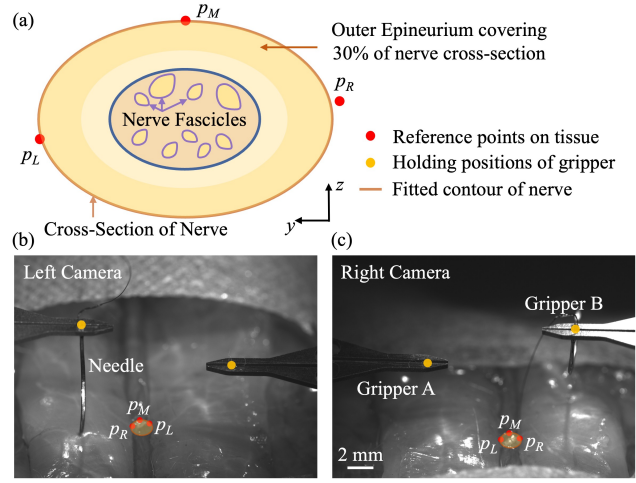 (a)
p_M
Outer Epineurium covering
30% of nerve cross-section
p_R
Nerve Fascicles
p_L
Reference points on tissue
Holding positions of gripper
Fitted contour of nerve
z
y
Cross-Section of Nerve
(b)
(c)
Left Camera
Needle
p_M
p_R
p_L
Right Camera
Gripper B
Gripper A
p_M
p_L
p_R
2 mm